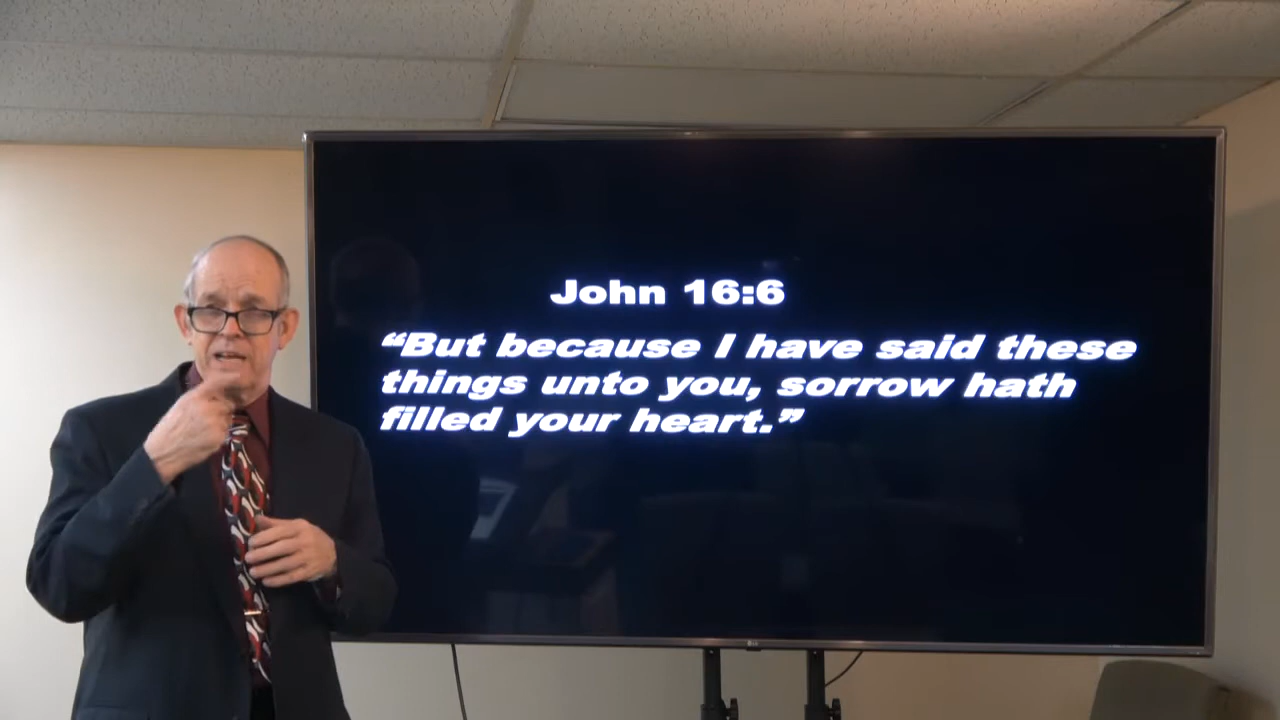 John 16:6
“But because I have said these
things unto you, sorrow hath
filled your heart.”